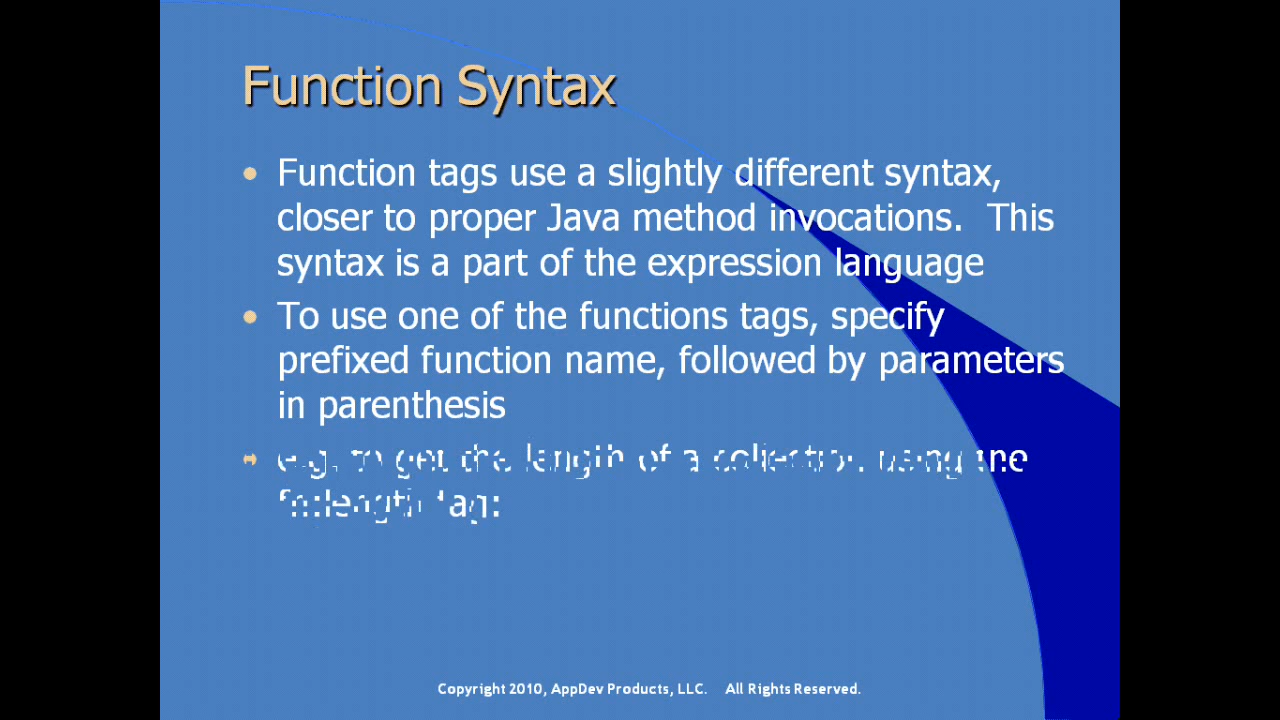 Function Syntax
• Function tags use a slightly different syntax,
closer to proper Java method invocations. This
syntax is a part of the expression language
• To use one of the functions tags, specify
prefixed function name, followed by parameters
in parenthesis
• e.g. to get the length of a collection using the
fn:length tag:
Copyright 2010, AppDev Products, LLC. All Rights Reserved.